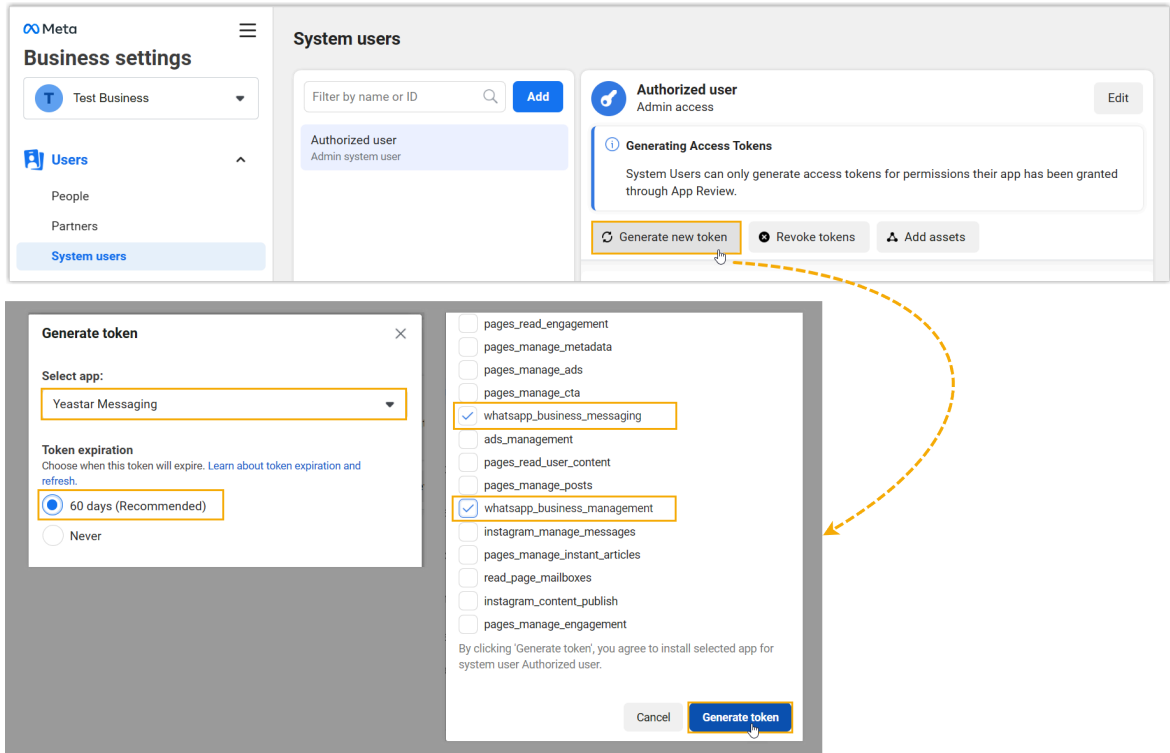 Meta
Business settings
T Test Business
Users
People
Partners
System users
System users
Filter by name or ID
Add
Authorized user
Admin system user
Authorized user
Admin access
Edit
Generating Access Tokens
System Users can only generate access tokens for permissions their app has been granted
through App Review.
Generate new token
Revoke tokens
Add assets
Generate token
Select app:
Yeastar Messaging
Token expiration
Choose when this token will expire. Learn about token expiration and
refresh.
60 days (Recommended)
Never
pages_read_engagement
pages_manage_metadata
pages_manage_ads
pages_manage_cta
whatsapp_business_messaging
ads_management
pages_read_user_content
pages_manage_posts
whatsapp_business_management
instagram_manage_messages
pages_manage_instant_articles
read_page_mailboxes
instagram_content_publish
pages_manage_engagement
By clicking 'Generate token', you agree to install selected app for
system user Authorized user.
Cancel
Generate token